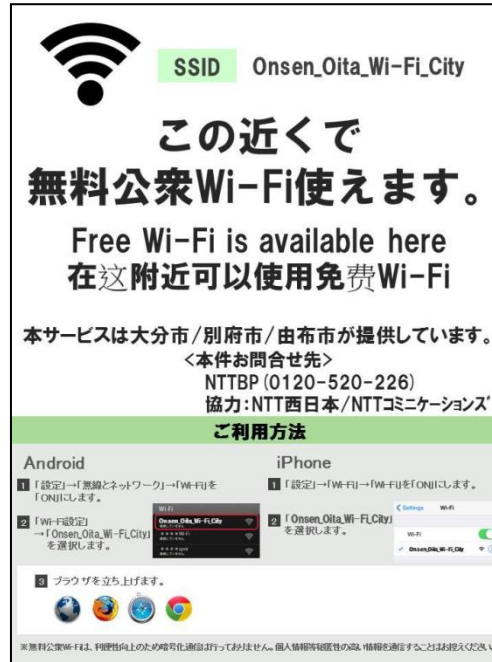 SSID Onsen_Oita_Wi-Fi_City
この近くで
無料公衆Wi-Fi使えます。
Free Wi-Fi is available here
在这附近可以使用免费Wi-Fi
本サービスは大分市/別府市/由布市が提供しています。
<本件お問合せ先>
NTTBP(0120-520-226)
協力:NTT西日本/NTTコミニケーションズ
ご利用方法
Android
1 「設定」→「無線とネットワーク」→「Wi-Fi」を
「ON」にします。
2 「Wi-Fi設定」
→「Onsen_Oita_Wi-Fi_City」
を選択します。
Wi-Fi
Onsen_Oita_Wi-Fi_City
****Wi-Fi
****spot
iPhone
1 「設定」→「Wi-Fi」→「Wi-Fi」を「ON」にします。
2 「Onsen_Oita_Wi-Fi_City」
を選択します。
Settings Wi-Fi
Wi-Fi
Onsen_Oita_Wi-Fi_City
3 ブラウザを立ち上げます。
※無料公衆Wi-Fiは、利便性向上のため暗号化通信は行っておりません。個人情報等秘匿性の高い情報を通信することはお控えください